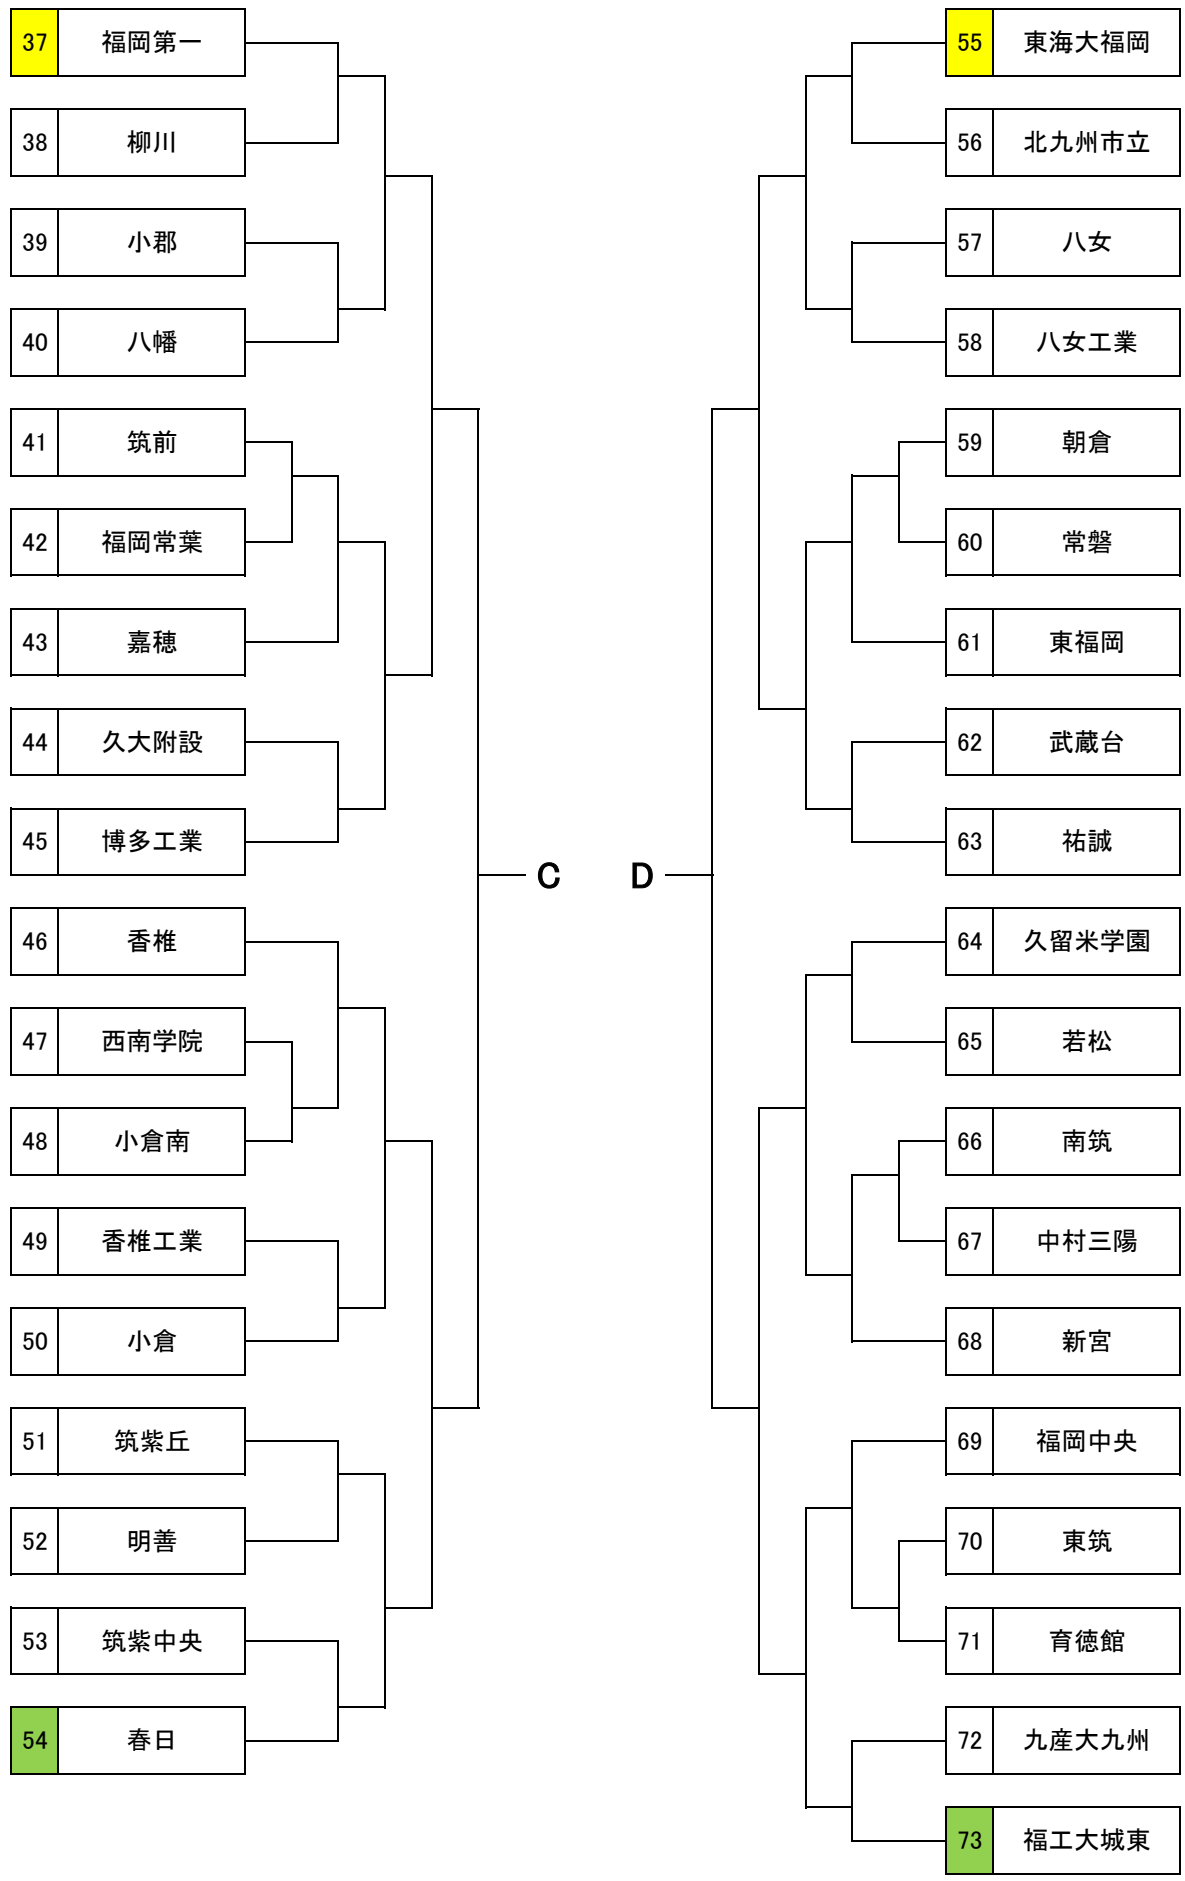 37 福岡第一
38 柳川
39 小郡
40 八幡
41 筑前
42 福岡常葉
43 嘉穂
44 久大附設
45 博多工業
46 香椎
47 西南学院
48 小倉南
49 香椎工業
50 小倉
51 筑紫丘
52 明善
53 筑紫中央
54 春日
C
D
55 東海大福岡
56 北九州市立
57 八女
58 八女工業
59 朝倉
60 常磐
61 東福岡
62 武蔵台
63 祐誠
64 久留米学園
65 若松
66 南筑
67 中村三陽
68 新宮
69 福岡中央
70 東筑
71 育徳館
72 九産大九州
73 福工大城東